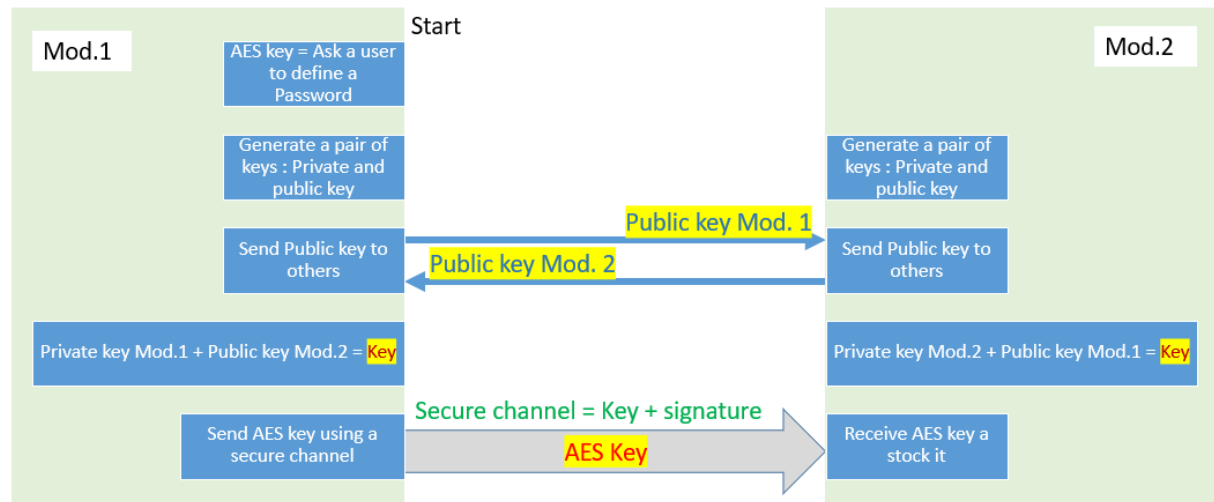 Start
Mod.1
Mod.2
AES key = Ask a user
to define a
Password
Generate a pair of
keys : Private and
public key
Generate a pair of
keys : Private and
public key
Public key Mod. 1
Send Public key to
others
Public key Mod. 2
Send Public key to
others
Private key Mod.1 + Public key Mod.2 = Key
Private key Mod.2 + Public key Mod.1 = Key
Secure channel = Key + signature
Send AES key using a
secure channel
AES Key
Receive AES key a
stock it